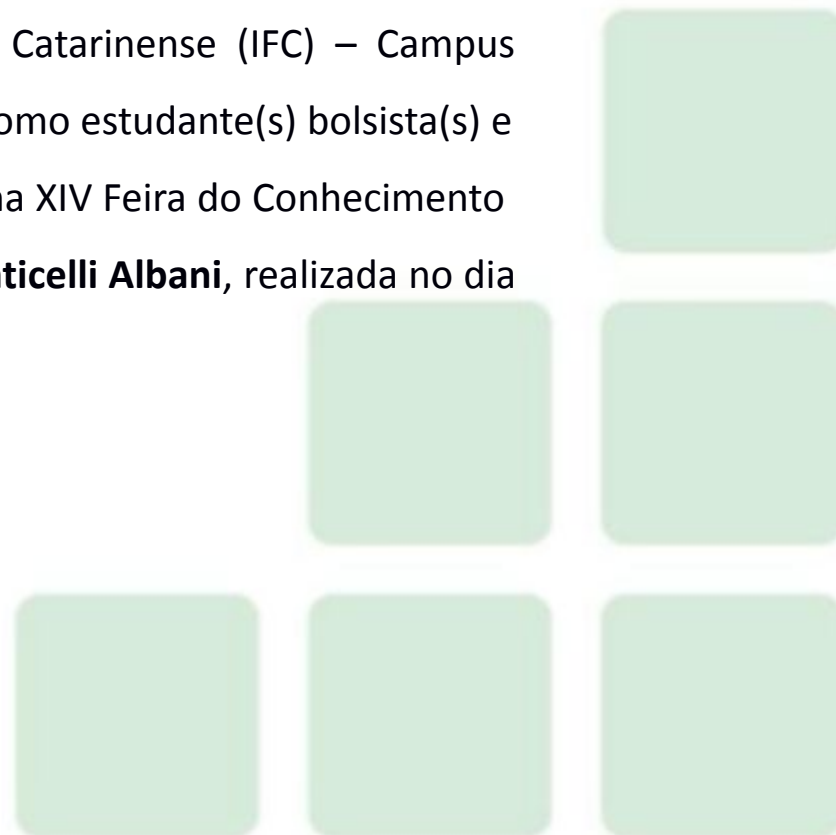 Catarinense (IFC) – Campus
omo estudante(s) bolsista(s) e
na XIV Feira do Conhecimento
ticelli Albani, realizada no dia